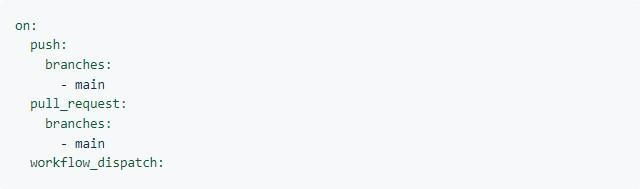 on:
  push:
    branches:
      - main
  pull_request:
    branches:
      - main
  workflow_dispatch: